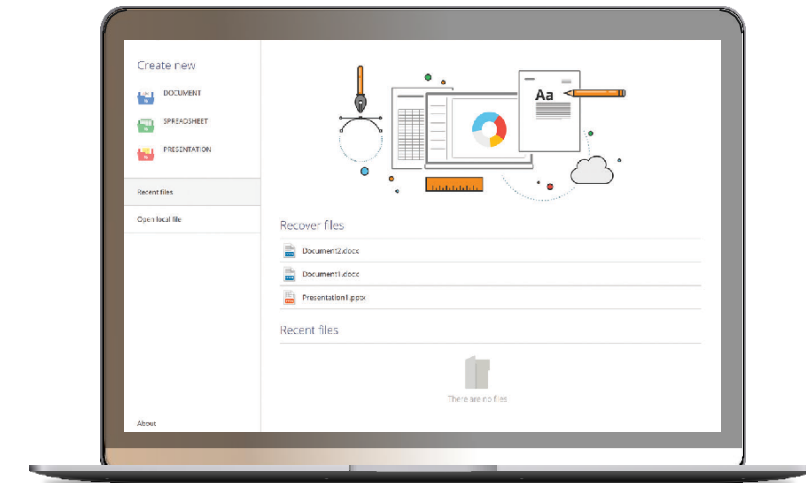 Create new
DOCUMENT
SPREADSHEET
PRESENTATION
Recent files
Open local file
About
Aa
Recover files
Document2.docx
Document1.docx
Presentation1.pptx
Recent files
There are no files